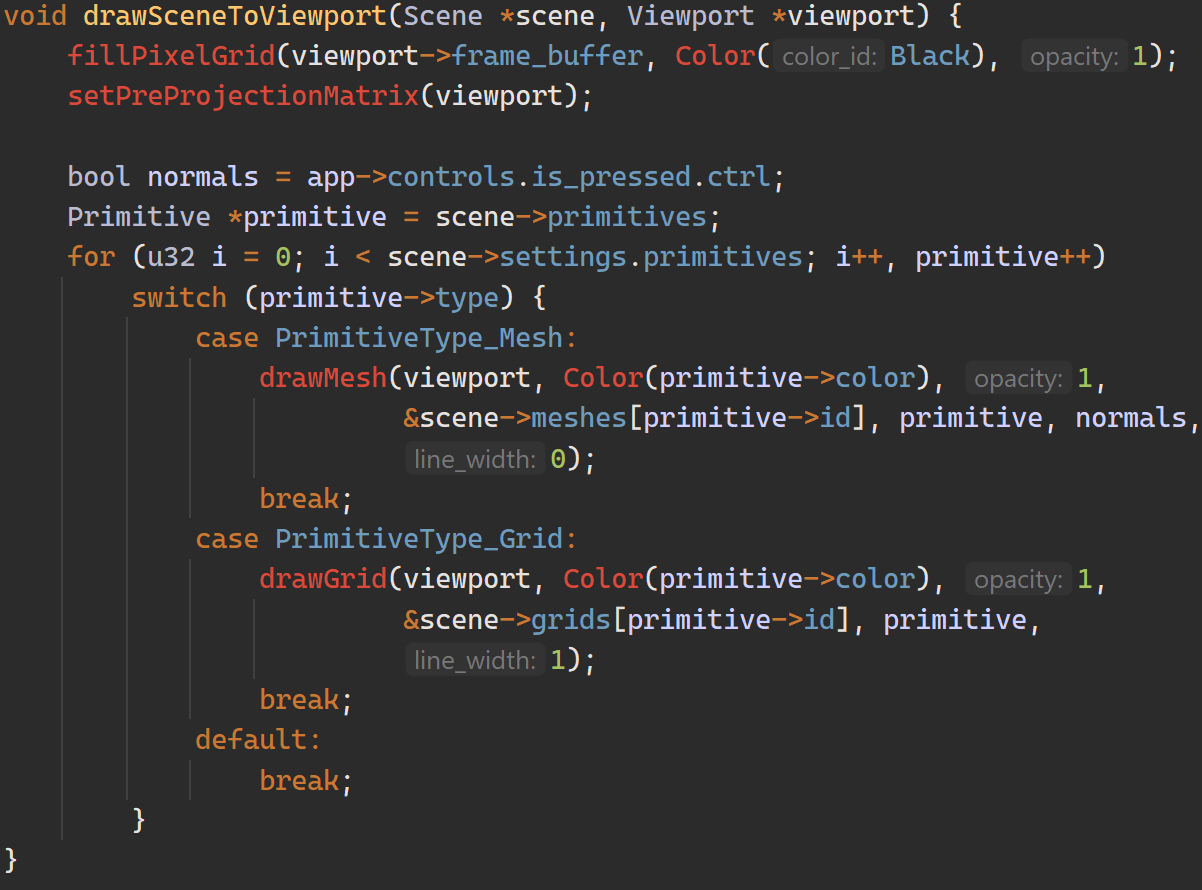 void drawSceneToViewport(Scene *scene, Viewport *viewport) {
    fillPixelGrid(viewport->frame_buffer, Color( color_id: Black),  opacity: 1);
    setPreProjectionMatrix(viewport);

    bool normals = app->controls.is_pressed.ctrl;
    Primitive *primitive = scene->primitives;
    for (u32 i = 0; i < scene->settings.primitives; i++, primitive++)
        switch (primitive->type) {
            case PrimitiveType_Mesh:
                drawMesh(viewport, Color(primitive->color),  opacity: 1,
                         &scene->meshes[primitive->id], primitive, normals,
                         line_width: 0);
                break;
            case PrimitiveType_Grid:
                drawGrid(viewport, Color(primitive->color),  opacity: 1,
                         &scene->grids[primitive->id], primitive,
                         line_width: 1);
                break;
            default:
                break;
        }
}